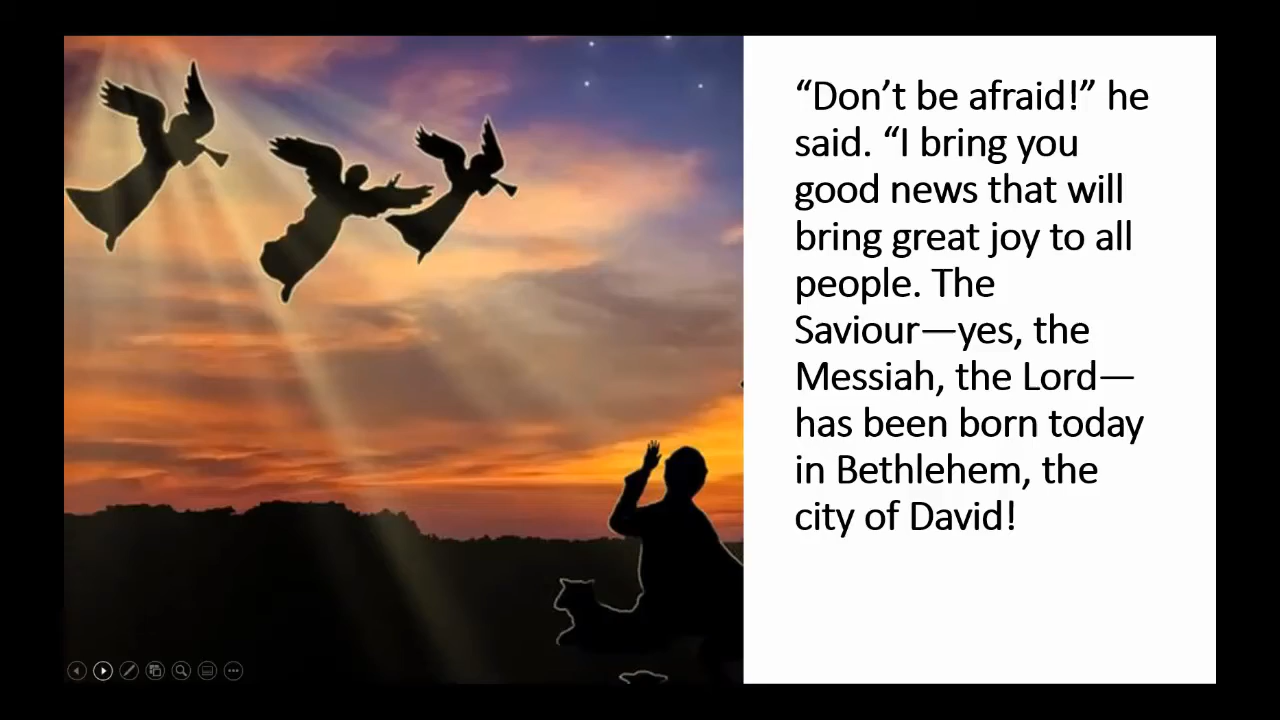 “Don’t be afraid!” he
said. “I bring you
good news that will
bring great joy to all
people. The
Saviour—yes, the
Messiah, the Lord—
has been born today
in Bethlehem, the
city of David!